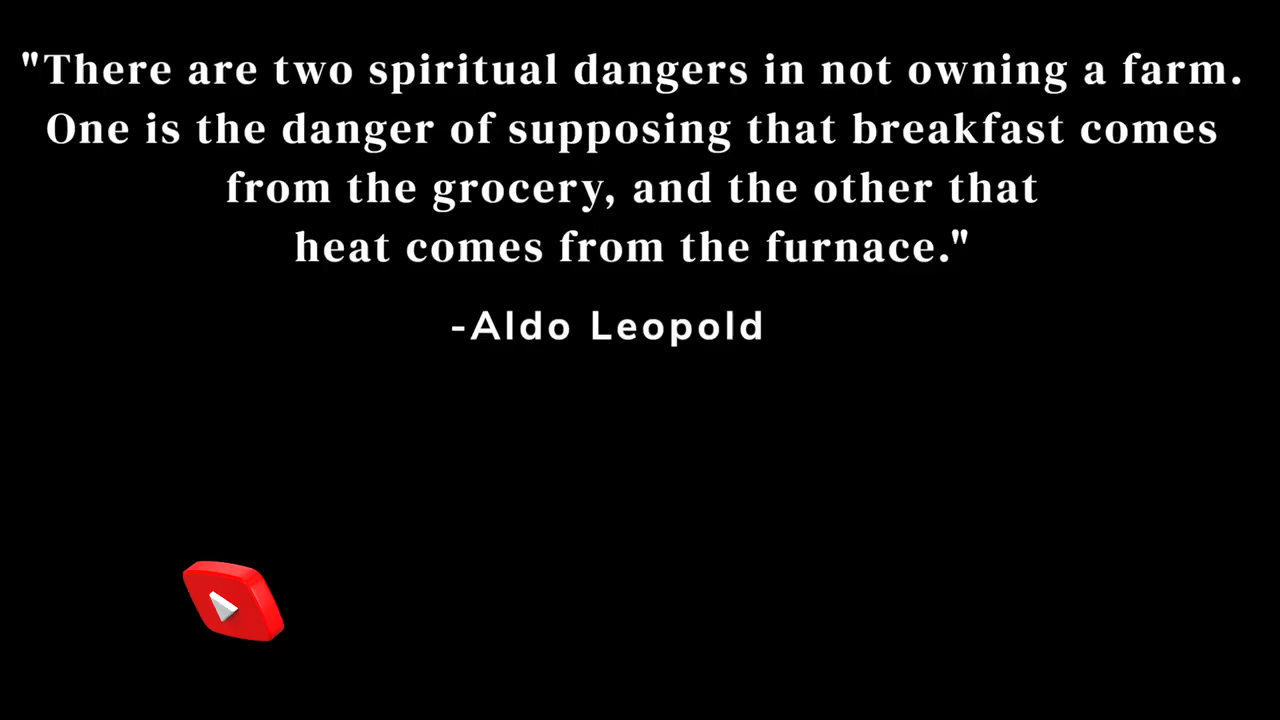 "There are two spiritual dangers in not owning a farm.
One is the danger of supposing that breakfast comes
from the grocery, and the other that
heat comes from the furnace."
-Aldo Leopold